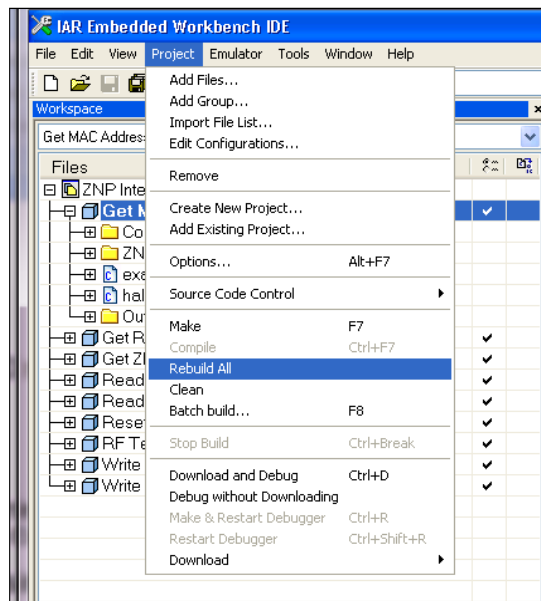 IAR Embedded Workbench IDE
File Edit View Project Emulator Tools Window Help
Workspace
Get MAC Addres
Files
ZNP Inte
Get M
Co
ZN
exa
hal
Ou
Get R
Get Z
Read
Read
Reset
RF Te
Write
Write
Add Files...
Add Group...
Import File List...
Edit Configurations...
Remove
Create New Project...
Add Existing Project...
Options... Alt+F7
Source Code Control
Make F7
Compile Ctrl+F7
Rebuild All
Clean
Batch build... F8
Stop Build Ctrl+Break
Download and Debug Ctrl+D
Debug without Downloading
Make & Restart Debugger Ctrl+R
Restart Debugger Ctrl+Shift+R
Download